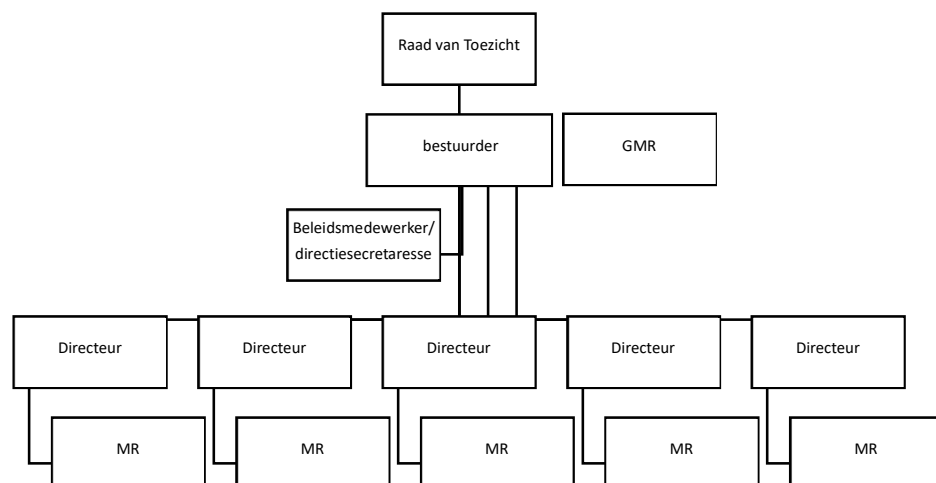 Raad van Toezicht
bestuurder
GMR
Beleidsmedewerker/
directiesecretaresse
Directeur
Directeur
Directeur
Directeur
Directeur
MR
MR
MR
MR
MR